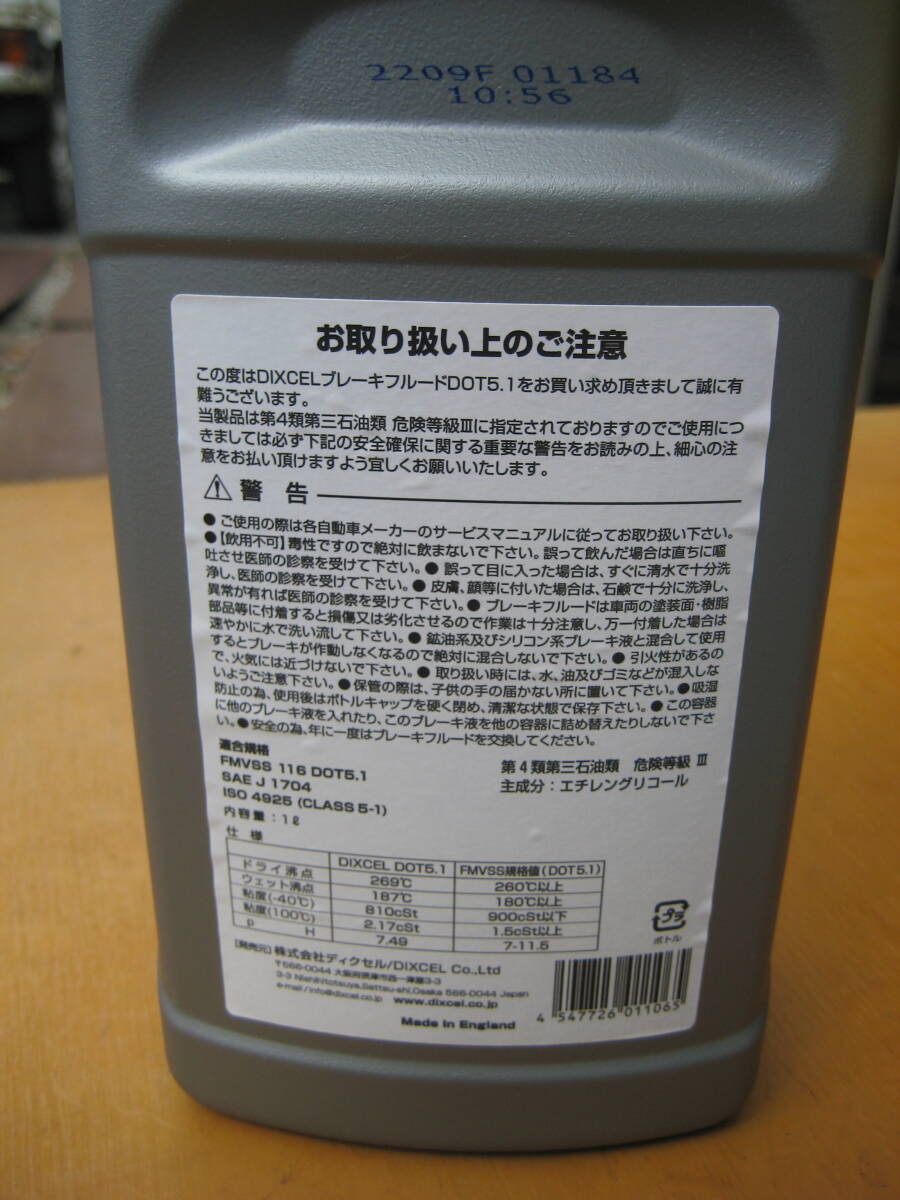 2209F 01184
10:56
お取り扱い上のご注意
この度はDIXCELブレーキフルードDOT5.1をお買い求め頂きまして誠に有
難うございます。
当製品は第4類第三石油類 危険等級Ⅲに指定されておりますのでご使用につ
きましては必ず下記の安全確保に関する重要な警告をお読みの上、細心の注
意をお払い頂けますよう宜しくお願いいたします。
警告
● ご使用の際は各自動車メーカーのサービスマニュアルに従ってお取り扱い下さい。
●【飲用不可】毒性ですので絶対に飲まないで下さい。誤って飲んだ場合は直ちに嘔
吐させ医師の診察を受けて下さい。● 誤って目に入った場合は、すぐに清水で十分洗
浄し、医師の診察を受けて下さい。● 皮膚、顔等に付いた場合は、石鹸で十分に洗浄し、
異常が有れば医師の診察を受けて下さい。● ブレーキフルードは車両の塗装面・樹脂
部品等に付着すると損傷又は劣化させるので作業は十分注意し、万一付着した場合は
速やかに水で洗い流して下さい。● 鉱油系及びシリコン系ブレーキ液と混合して使用
するとブレーキが作動しなくなるので絶対に混合しないで下さい。● 引火性があるの
で、火気には近づけないで下さい。● 取り扱い時には、水、油及びゴミなどが混入しな
いようご注意下さい。● 保管の際は、子供の手の届かない所に置いて下さい。● 吸湿
防止の為、使用後はボトルキャップを硬く閉め、清潔な状態で保存下さい。● この容器
に他のブレーキ液を入れたり、このブレーキ液を他の容器に詰め替えたりしないで下さ
い。● 安全の為、年に一度はブレーキフルードを交換してください。
適合規格
FMVSS 116 DOT5.1
SAE J 1704
ISO 4925 (CLASS 5-1)
内容量：1ℓ
第4類第三石油類 危険等級 Ⅲ
主成分：エチレングリコール
仕様
DIXCEL DOT5.1 FMVSS規格値(DOT5.1)
ドライ沸点 269℃ 260℃以上
ウェット沸点 187℃ 180℃以上
粘度(-40℃) 810cSt 900cSt以下
粘度(100℃) 2.17cSt 1.5cSt以上
p H 7.49 7-11.5
プラ
ボトル
[発売元] 株式会社ディクセル/DIXCEL Co.,Ltd
〒566-0044 大阪府摂津市西一津屋3-3
3-3 Nishihitotsuya,Settsu-shi,Osaka 566-0044 Japan
e-mail/info@dixcel.co.jp www.dixcel.co.jp
Made in England
4 547726 011065